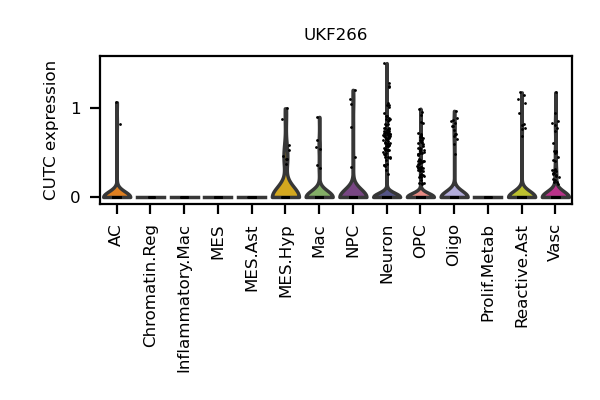 UKF266
CUTC expression
1
0
AC
Chromatin.Reg
Inflammatory.Mac
MES
MES.Ast
MES.Hyp
Mac
NPC
Neuron
OPC
Oligo
Prolif.Metab
Reactive.Ast
Vasc